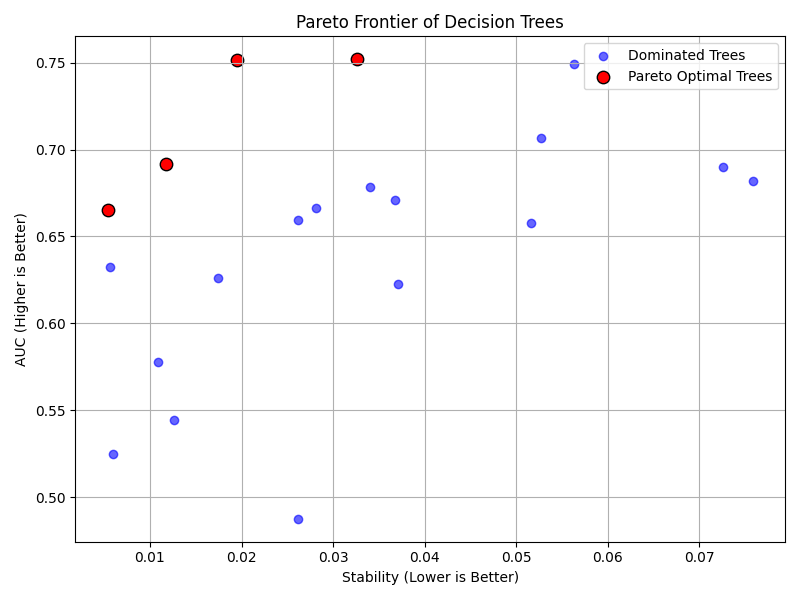 Pareto Frontier of Decision Trees
Dominated Trees
Pareto Optimal Trees
AUC (Higher is Better)
0.75
0.70
0.65
0.60
0.55
0.50
0.01 0.02 0.03 0.04 0.05 0.06 0.07
Stability (Lower is Better)